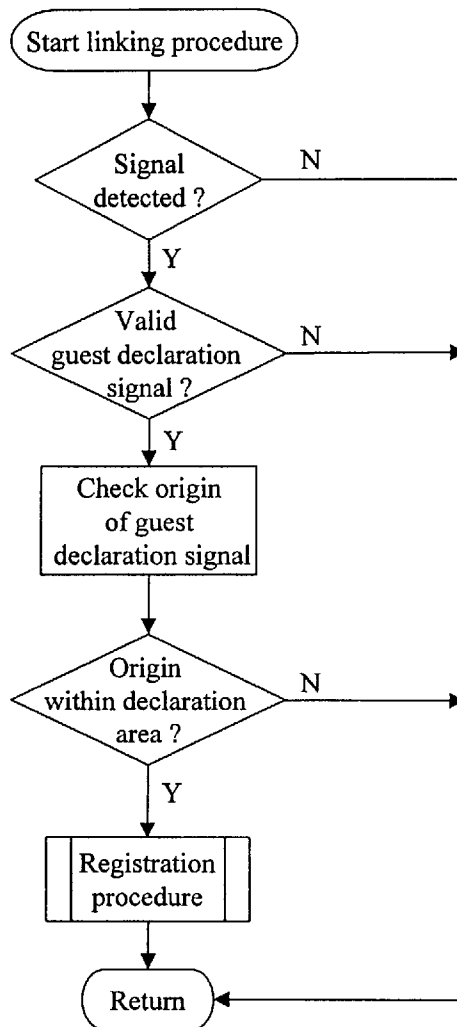 Start linking procedure
Signal
detected ?
N
Y
Valid
guest declaration
signal ?
N
Y
Check origin
of guest
declaration signal
Origin
within declaration
area ?
N
Y
Registration
procedure
Return